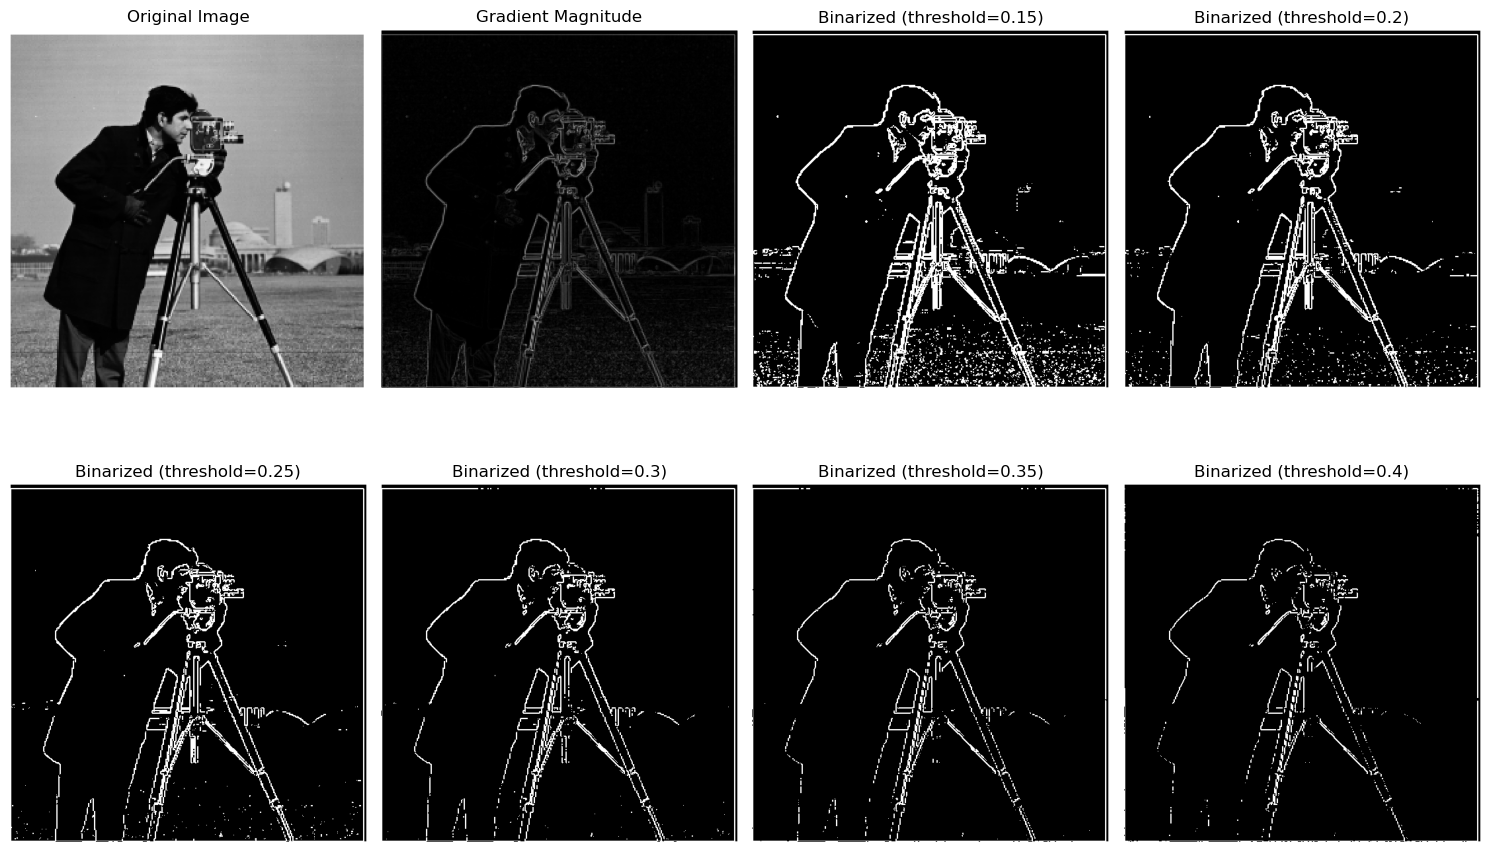 Original Image
Gradient Magnitude
Binarized (threshold=0.15)
Binarized (threshold=0.2)
Binarized (threshold=0.25)
Binarized (threshold=0.3)
Binarized (threshold=0.35)
Binarized (threshold=0.4)